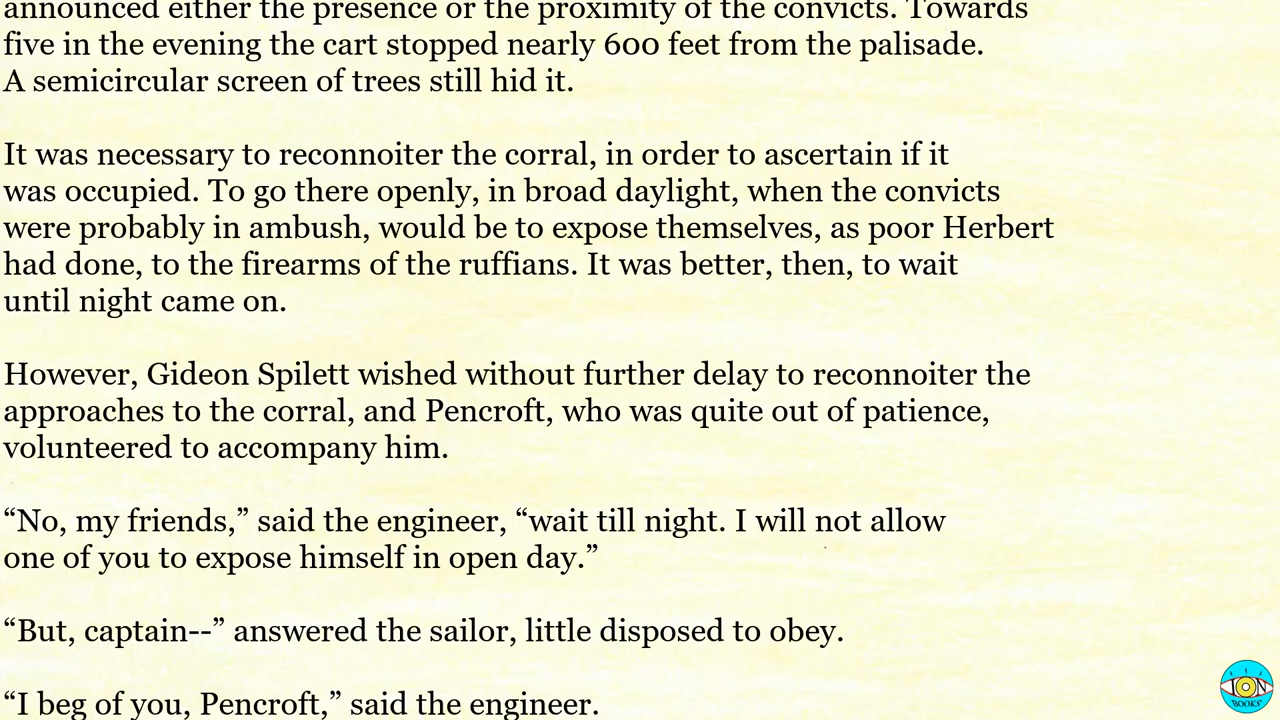 announced either the presence or the proximity of the convicts. Towards
five in the evening the cart stopped nearly 600 feet from the palisade.
A semicircular screen of trees still hid it.
It was necessary to reconnoiter the corral, in order to ascertain if it
was occupied. To go there openly, in broad daylight, when the convicts
were probably in ambush, would be to expose themselves, as poor Herbert
had done, to the firearms of the ruffians. It was better, then, to wait
until night came on.
However, Gideon Spilett wished without further delay to reconnoiter the
approaches to the corral, and Pencroft, who was quite out of patience,
volunteered to accompany him.
“No, my friends,” said the engineer, “wait till night. I will not allow
one of you to expose himself in open day.”
“But, captain--” answered the sailor, little disposed to obey.
“I beg of you, Pencroft,” said the engineer.
ION
BOOKS